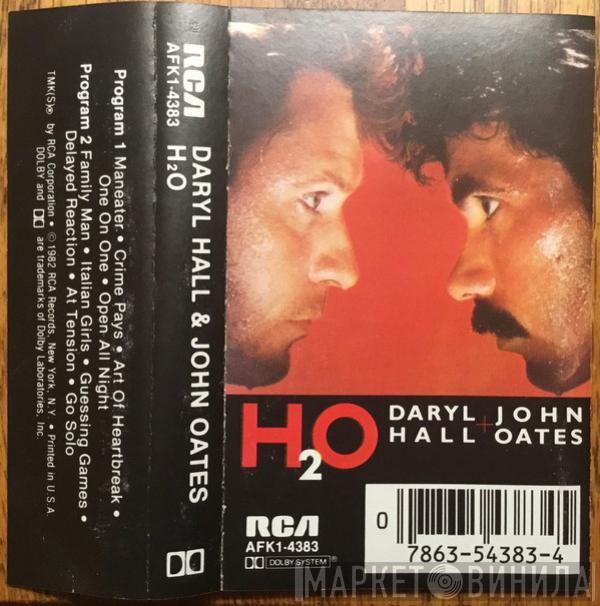 Program 1 Maneater • Crime Pays • Art Of Heartbreak •
One On One • Open All Night
Program 2 Family Man • Italian Girls • Guessing Games •
Delayed Reaction • At Tension • Go Solo
TMK(S)® by RCA Corporation • ©1982 RCA Records, New York, N.Y. • Printed in U.S.A.
DOLBY and DD are trademarks of Dolby Laboratories, Inc.
RCA
AFK1-4383
DARYL HALL & JOHN OATES
H2O
DARYL + JOHN
HALL OATES
H2O
RCA
AFK1-4383
DOLBY SYSTEM®
0 7863-54383-4
МАРКЕТ ВИНИЛА